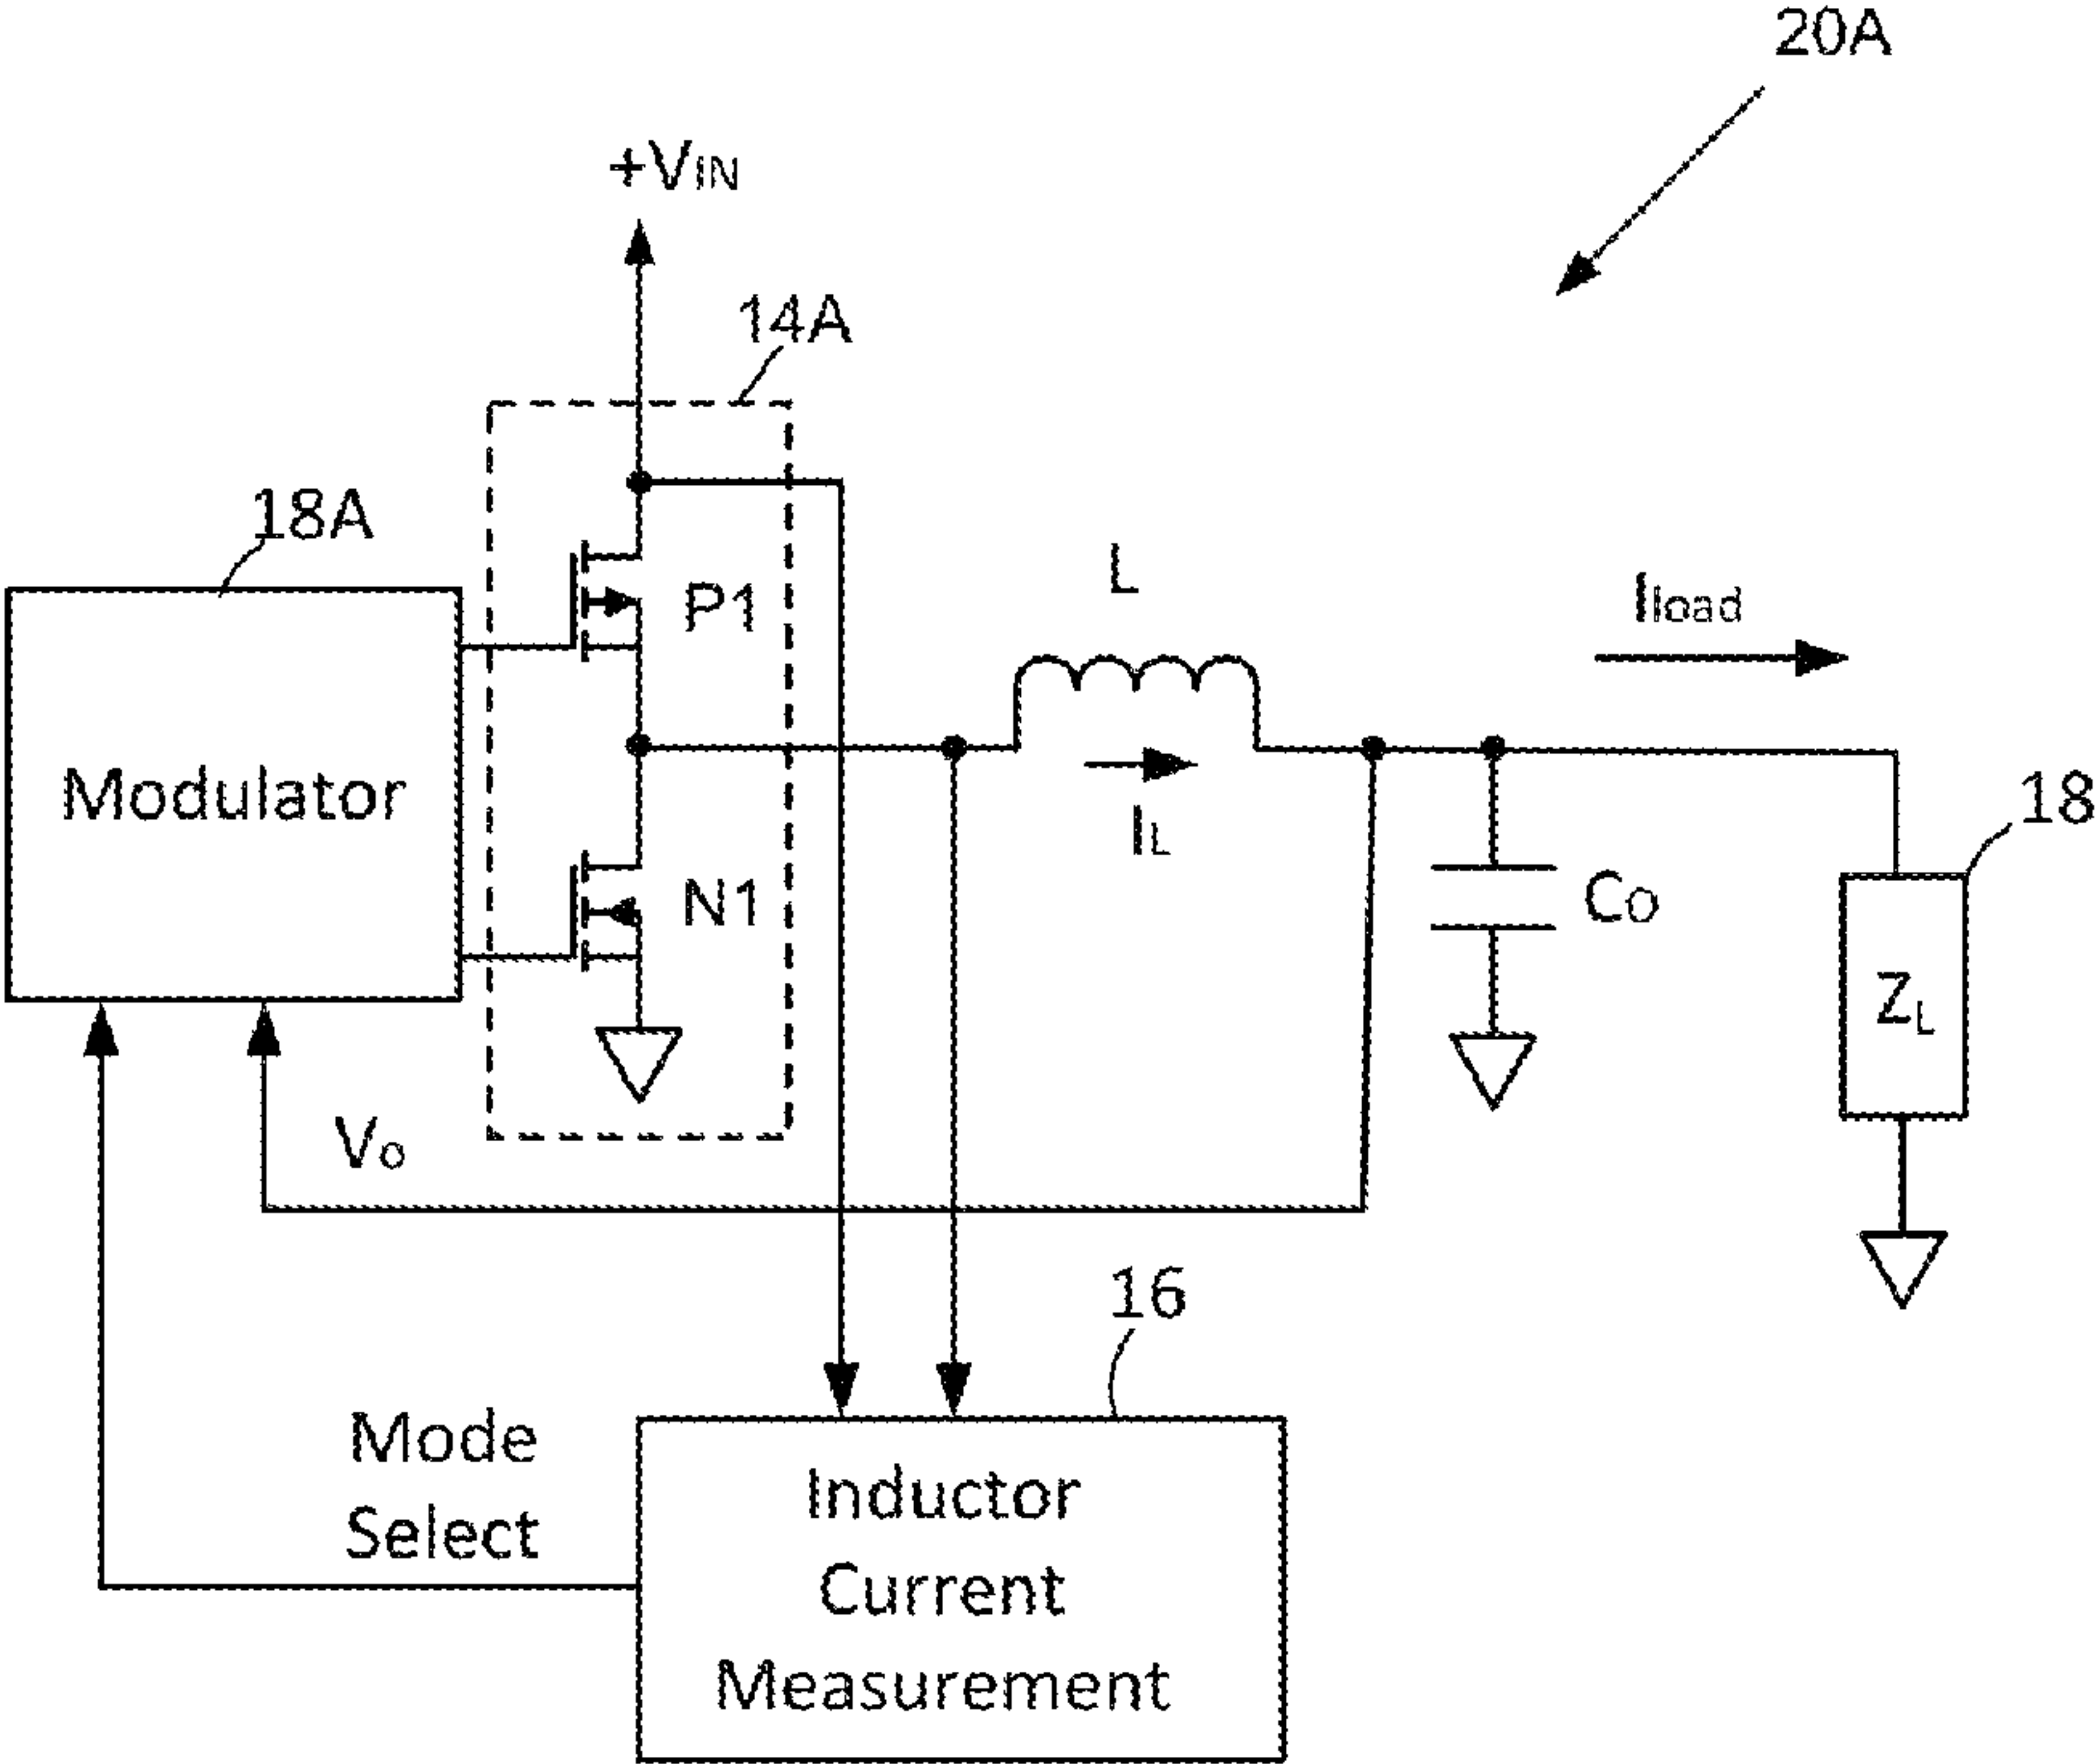 20A
+VIN
14A
18A
P1
L
Iload
Modulator
IL
18
N1
CO
ZL
VO
16
Mode
Select
Inductor
Current
Measurement